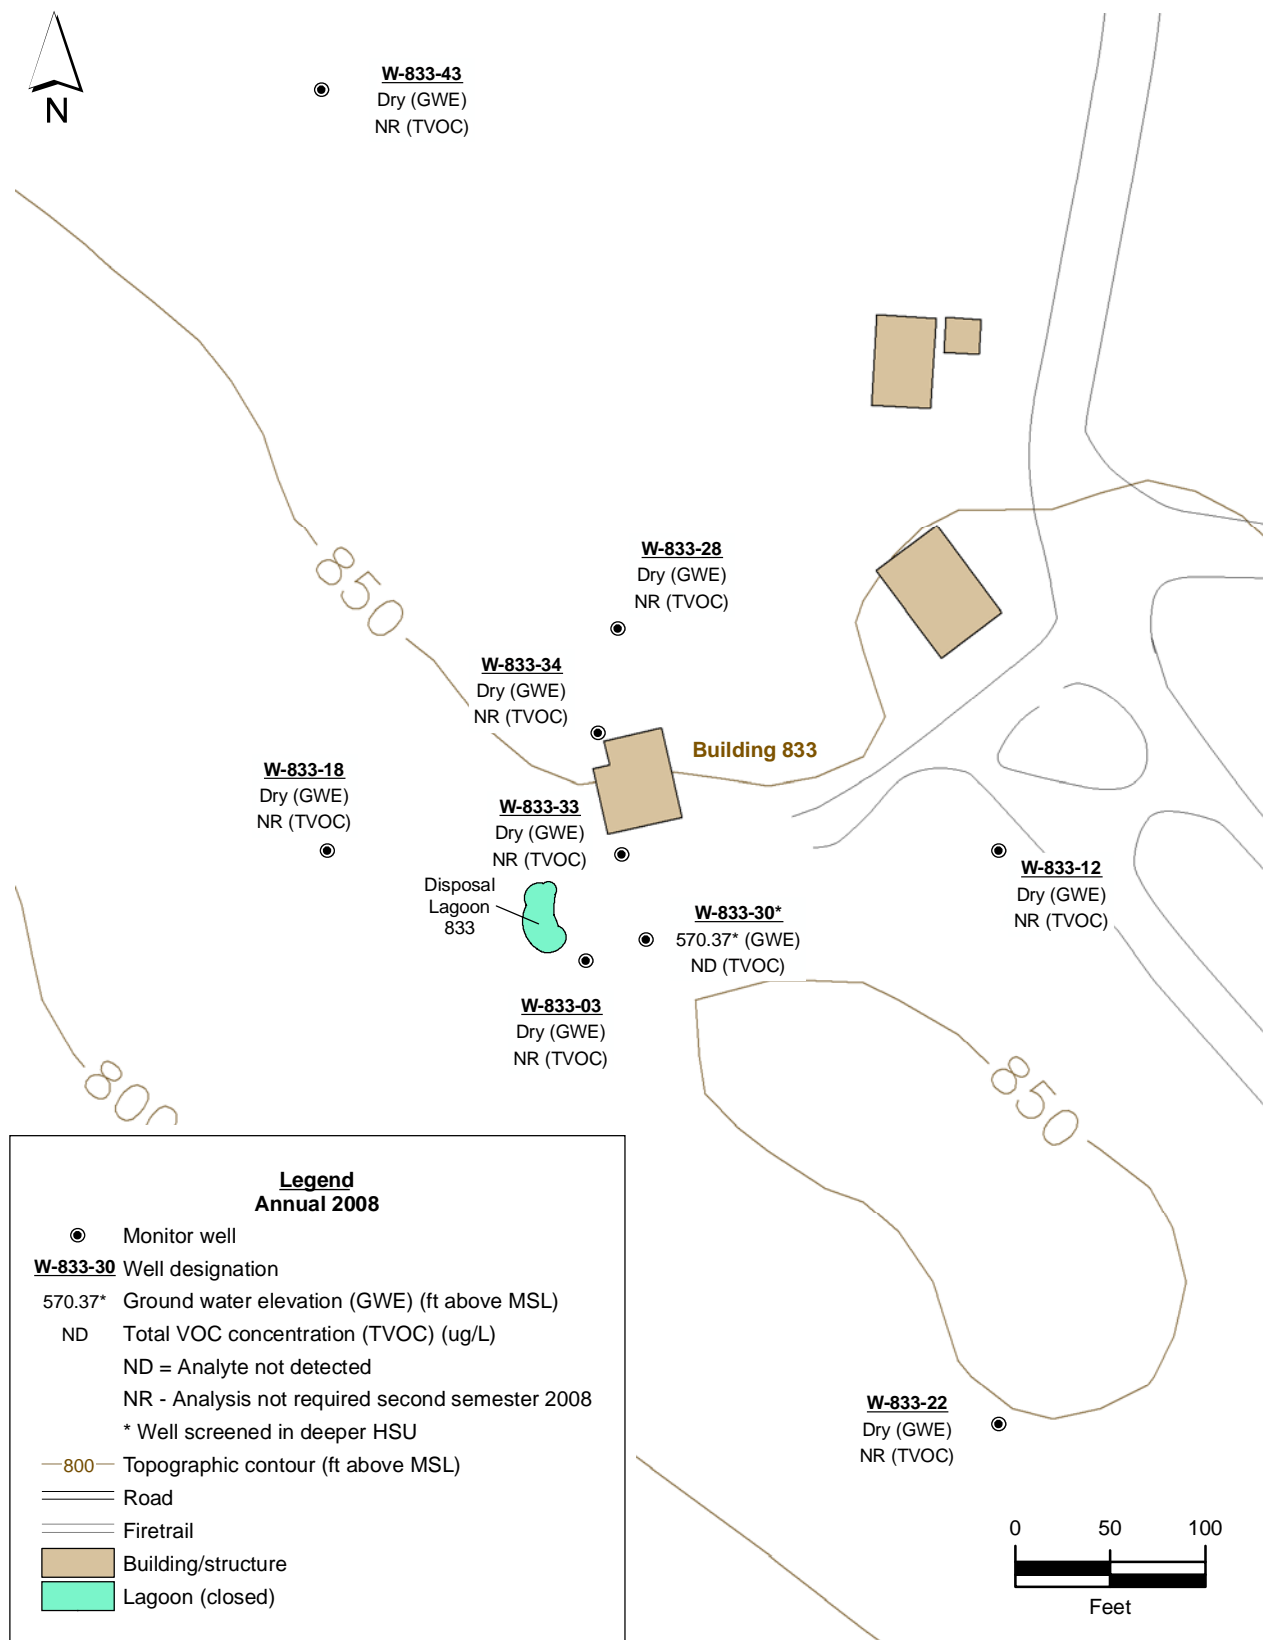 N
W-833-43
Dry (GWE)
NR (TVOC)
850
W-833-28
Dry (GWE)
NR (TVOC)
W-833-34
Dry (GWE)
NR (TVOC)
Building 833
W-833-18
Dry (GWE)
NR (TVOC)
W-833-33
Dry (GWE)
NR (TVOC)
W-833-12
Dry (GWE)
NR (TVOC)
Disposal
Lagoon
833
W-833-30*
570.37* (GWE)
ND (TVOC)
W-833-03
Dry (GWE)
NR (TVOC)
800
850
W-833-22
Dry (GWE)
NR (TVOC)
Legend
Annual 2008
Monitor well
W-833-30 Well designation
570.37* Ground water elevation (GWE) (ft above MSL)
ND Total VOC concentration (TVOC) (ug/L)
ND = Analyte not detected
NR - Analysis not required second semester 2008
* Well screened in deeper HSU
800 Topographic contour (ft above MSL)
Road
Firetrail
Building/structure
Lagoon (closed)
0 50 100
Feet